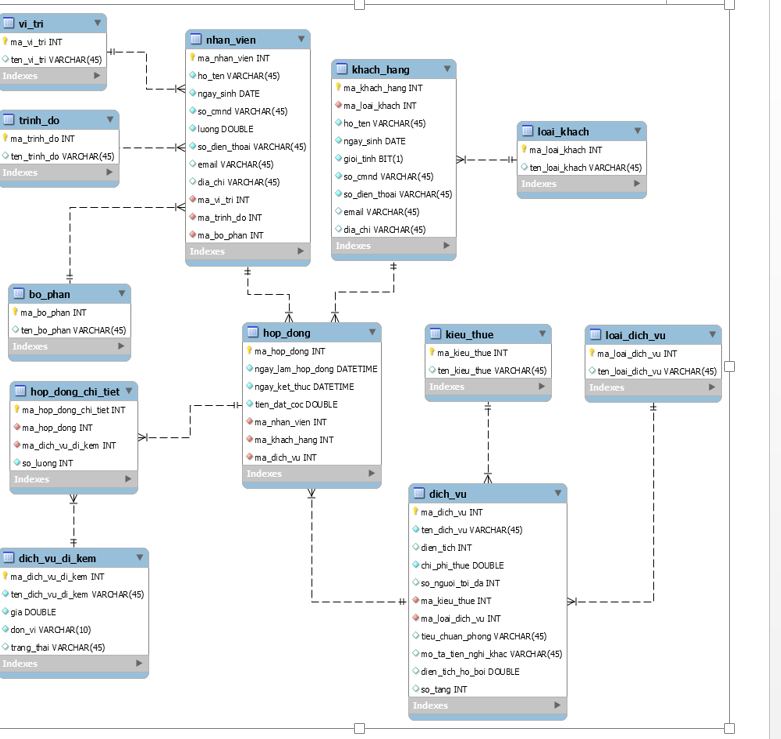 vi_tri
ma_vi_tri INT
ten_vi_tri VARCHAR(45)
Indexes
trinh_do
ma_trinh_do INT
ten_trinh_do VARCHAR(45)
Indexes
bo_phan
ma_bo_phan INT
ten_bo_phan VARCHAR(45)
Indexes
nhan_vien
ma_nhan_vien INT
ho_ten VARCHAR(45)
ngay_sinh DATE
so_cmnd VARCHAR(45)
luong DOUBLE
so_dien_thoai VARCHAR(45)
email VARCHAR(45)
dia_chi VARCHAR(45)
ma_vi_tri INT
ma_trinh_do INT
ma_bo_phan INT
Indexes
khach_hang
ma_khach_hang INT
ma_loai_khach INT
ho_ten VARCHAR(45)
ngay_sinh DATE
gioi_tinh BIT(1)
so_cmnd VARCHAR(45)
so_dien_thoai VARCHAR(45)
email VARCHAR(45)
dia_chi VARCHAR(45)
Indexes
loai_khach
ma_loai_khach INT
ten_loai_khach VARCHAR(45)
Indexes
hop_dong_chi_tiet
ma_hop_dong_chi_tiet INT
ma_hop_dong INT
ma_dich_vu_di_kem INT
so_luong INT
Indexes
hop_dong
ma_hop_dong INT
ngay_lam_hop_dong DATETIME
ngay_ket_thuc DATETIME
tien_dat_coc DOUBLE
ma_nhan_vien INT
ma_khach_hang INT
ma_dich_vu INT
Indexes
kieu_thue
ma_kieu_thue INT
ten_kieu_thue VARCHAR(45)
Indexes
loai_dich_vu
ma_loai_dich_vu INT
ten_loai_dich_vu VARCHAR(45)
Indexes
dich_vu_di_kem
ma_dich_vu_di_kem INT
ten_dich_vu_di_kem VARCHAR(45)
gia DOUBLE
don_vi VARCHAR(10)
trang_thai VARCHAR(45)
Indexes
dich_vu
ma_dich_vu INT
ten_dich_vu VARCHAR(45)
dien_tich INT
chi_phi_thue DOUBLE
so_nguoi_toi_da INT
ma_kieu_thue INT
ma_loai_dich_vu INT
tieu_chuan_phong VARCHAR(45)
mo_ta_tien_nghi_khac VARCHAR(45)
dien_tich_ho_boi DOUBLE
so_tang INT
Indexes